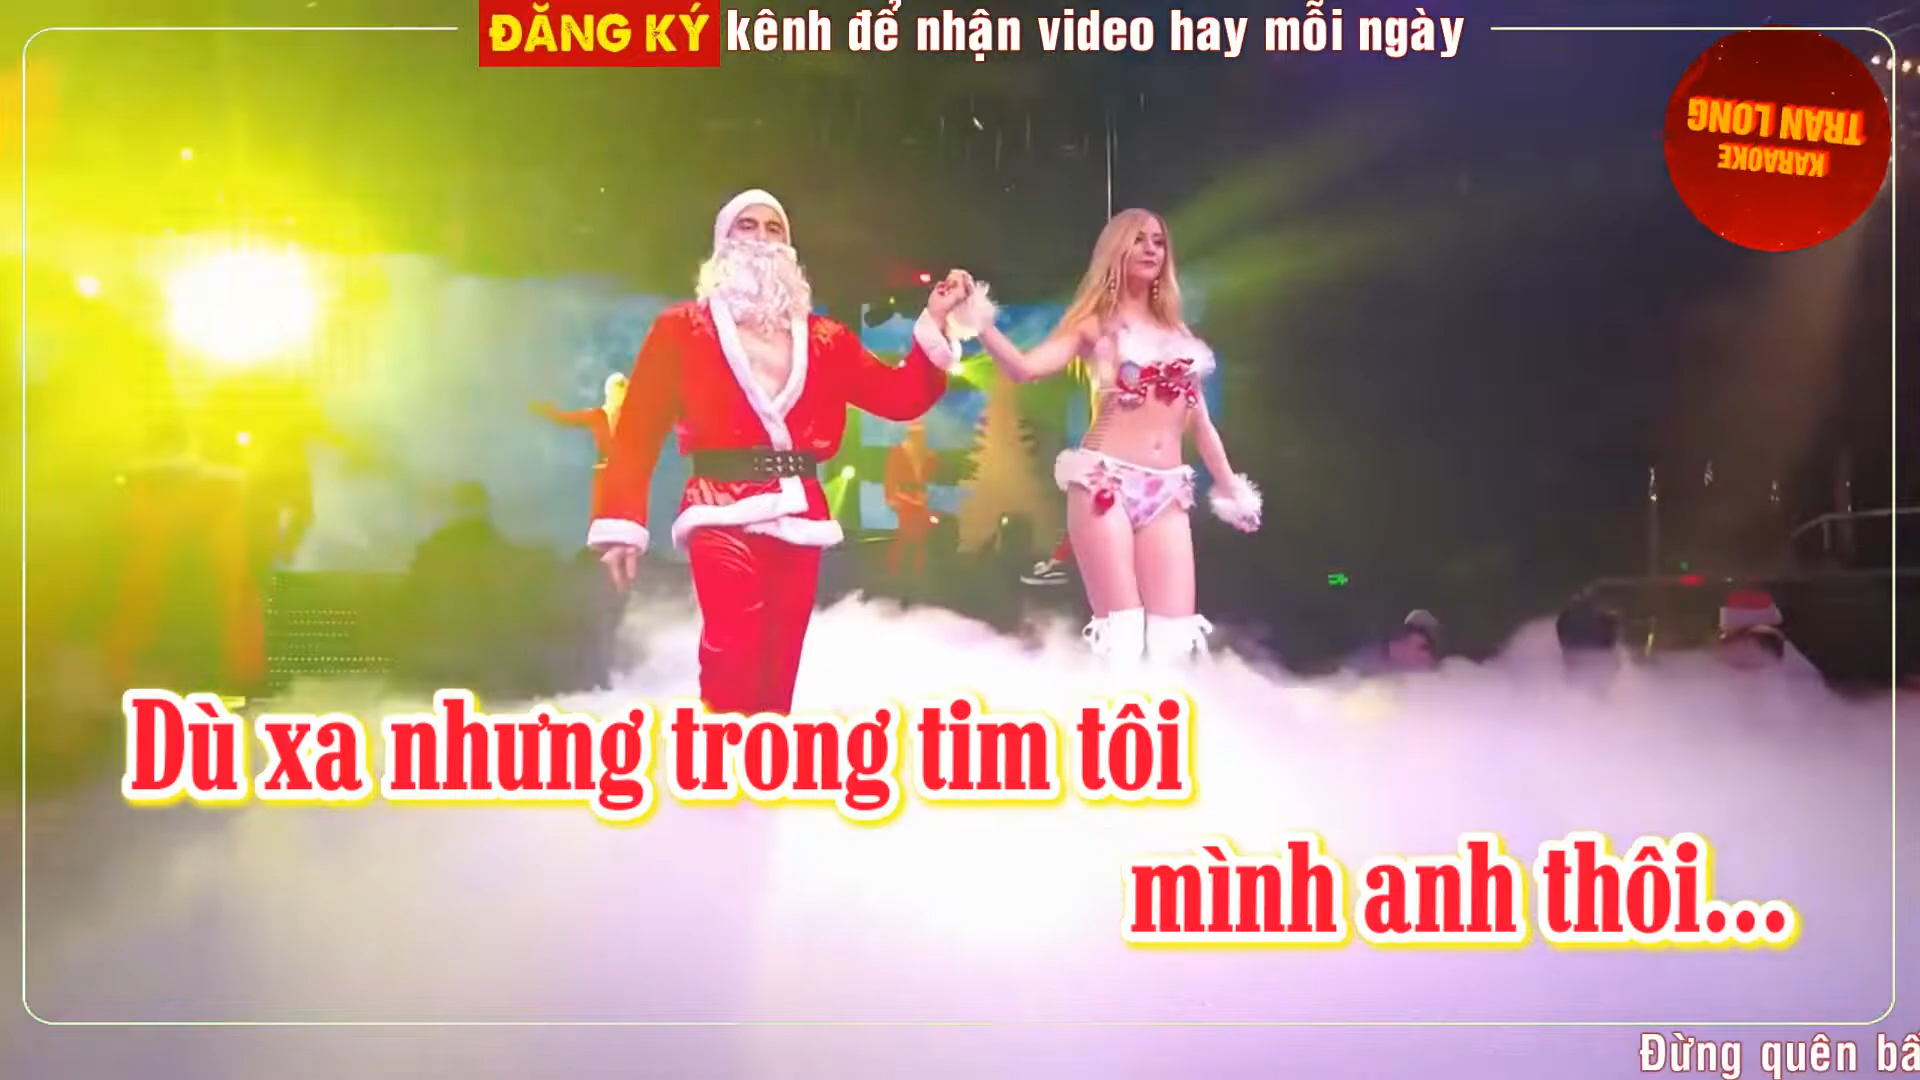 ĐĂNG KÝ kênh để nhận video hay mỗi ngày
KARAOKE
TRAN LONG
Dù xa nhưng trong tim tôi
mình anh thôi...
Đừng quên